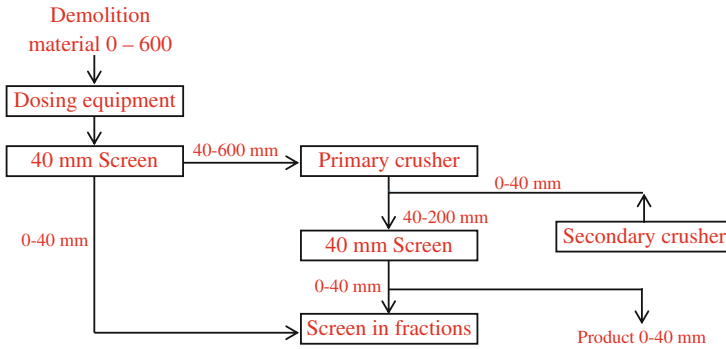 Demolition
material 0 – 600
Dosing equipment
40 mm Screen
40-600 mm
Primary crusher
0-40 mm
40-200 mm
0-40 mm
40 mm Screen
Secondary crusher
0-40 mm
Screen in fractions
Product 0-40 mm